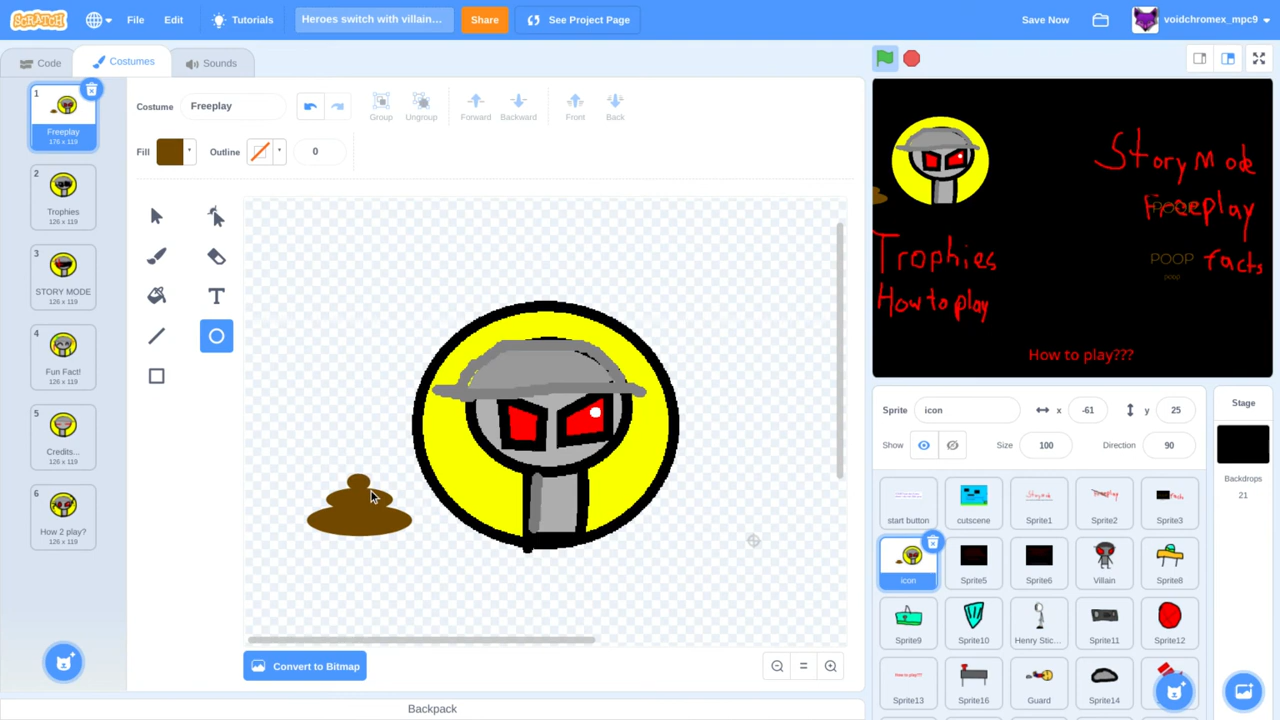 SCRATCH
File
Edit
Tutorials
Heroes switch with villain...
Share
See Project Page
Save Now
voidchromex_mpc9
Code
Costumes
Sounds
Costume
Freeplay
Group
Ungroup
Forward
Backward
Front
Back
Fill
Outline
0
1
Freeplay
176 x 119
2
Trophies
126 x 119
3
STORY MODE
126 x 119
4
Fun Fact!
126 x 119
5
Credits...
126 x 119
6
How 2 play?
126 x 119
Convert to Bitmap
Backpack
Story Mode
Freeplay
POOP
Trophies
POOP facts
POOP
How to play
How to play???
Sprite
icon
x
-61
y
25
Show
Size
100
Direction
90
Stage
Backdrops
21
start button
cutscene
Sprite1
Sprite2
Sprite3
icon
Sprite5
Sprite6
Villain
Sprite8
Sprite9
Sprite10
Henry Stic...
Sprite11
Sprite12
Sprite13
Sprite16
Guard
Sprite14